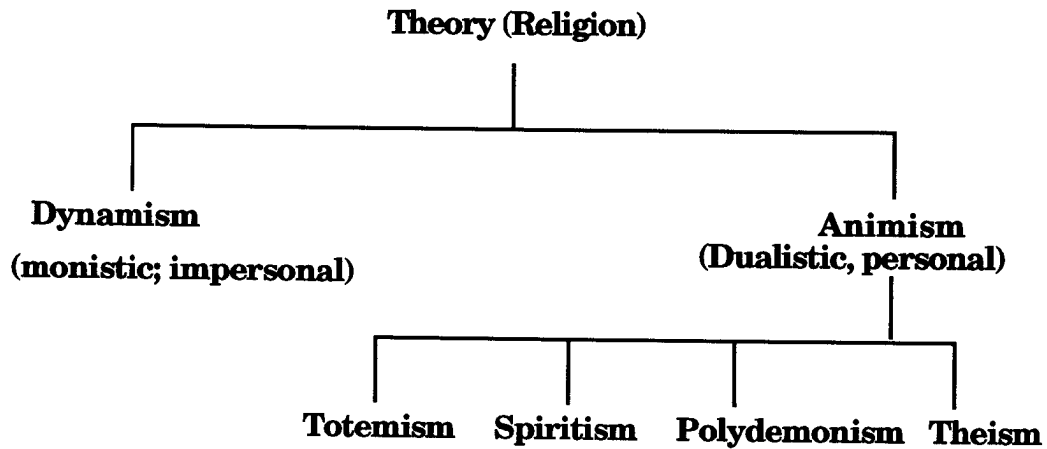 Theory (Religion)
Dynamism
(monistic; impersonal)
Animism
(Dualistic, personal)
Totemism Spiritism Polydemonism Theism